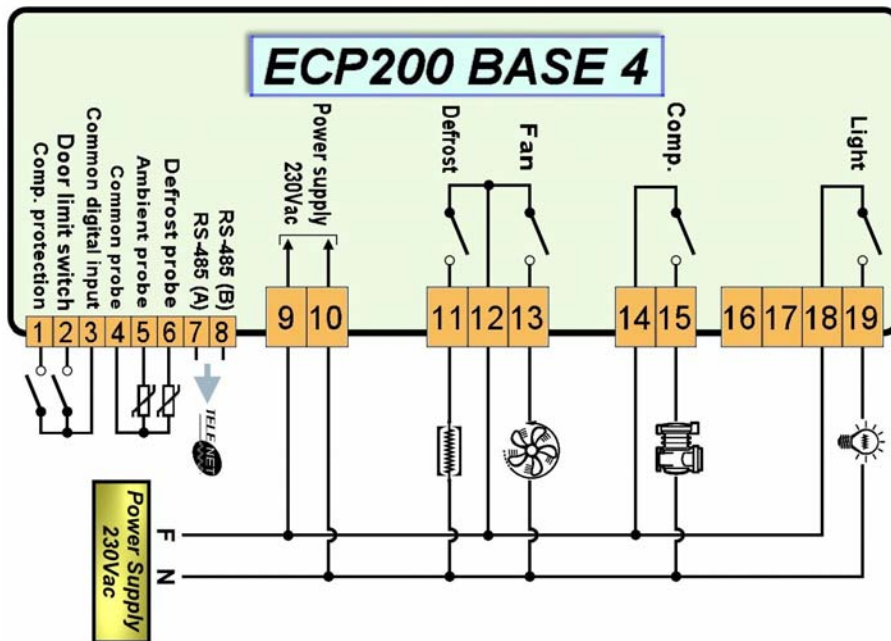 ECP200 BASE 4
Comp. protection
Door limit switch
Common digital input
Common probe
Ambient probe
Defrost probe
RS-485 (A)
RS-485 (B)
Power supply
230Vac
Defrost
Fan
Comp.
Light
1 2 3 4 5 6 7 8
9 10
11 12 13
14 15
16 17 18 19
TELE NET
Power Supply
230Vac
F
N